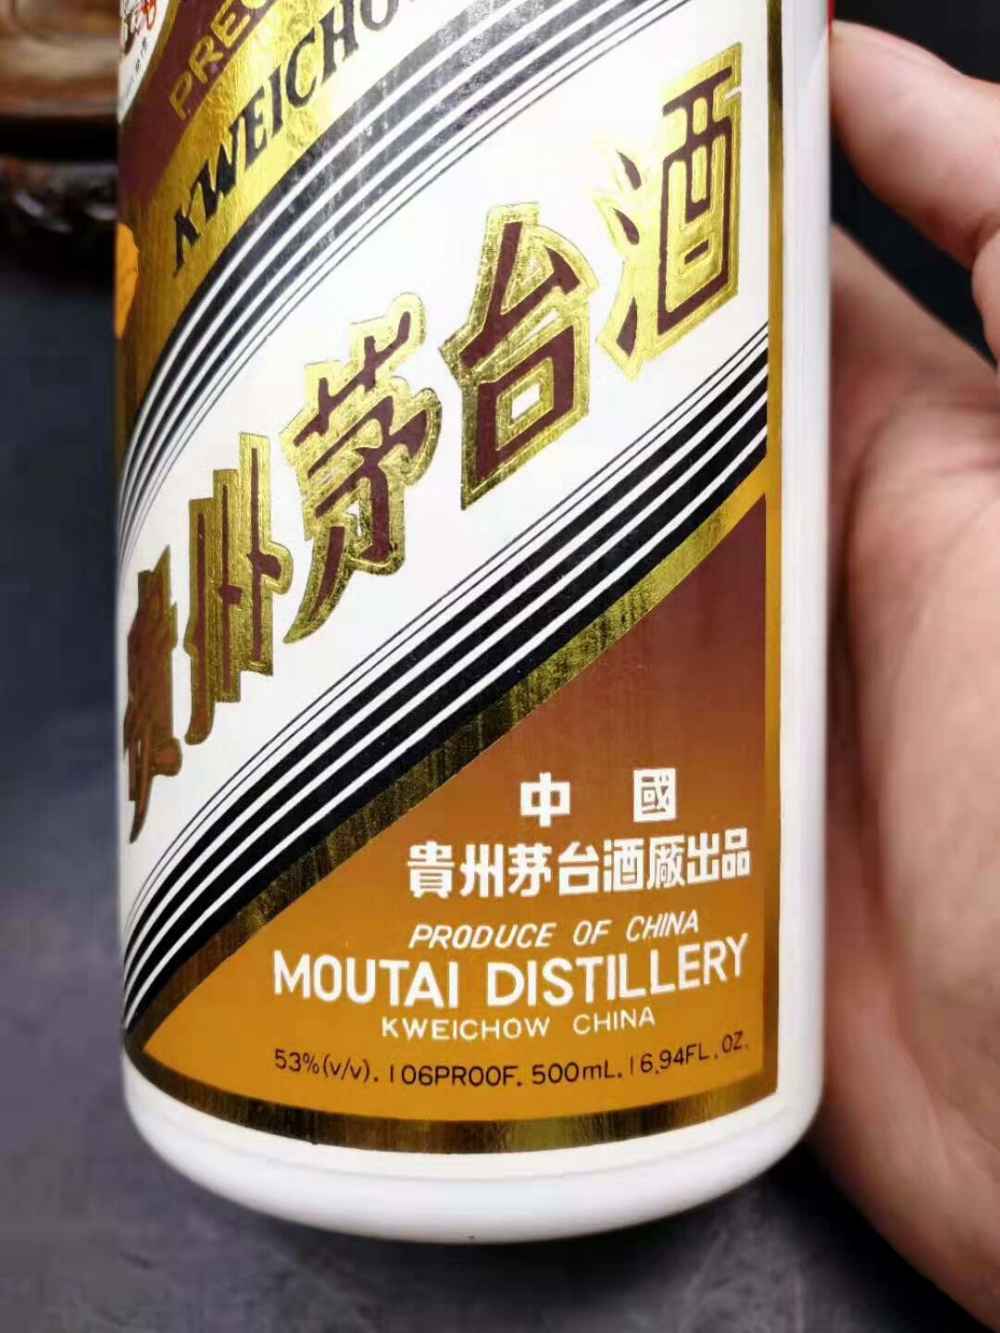 KWEICHO
貴州茅台酒
中國
貴州茅台酒廠出品
PRODUCE OF CHINA
MOUTAI DISTILLERY
KWEICHOW CHINA
53%(v/v). 106PROOF. 500mL. 16.94FL.OZ.